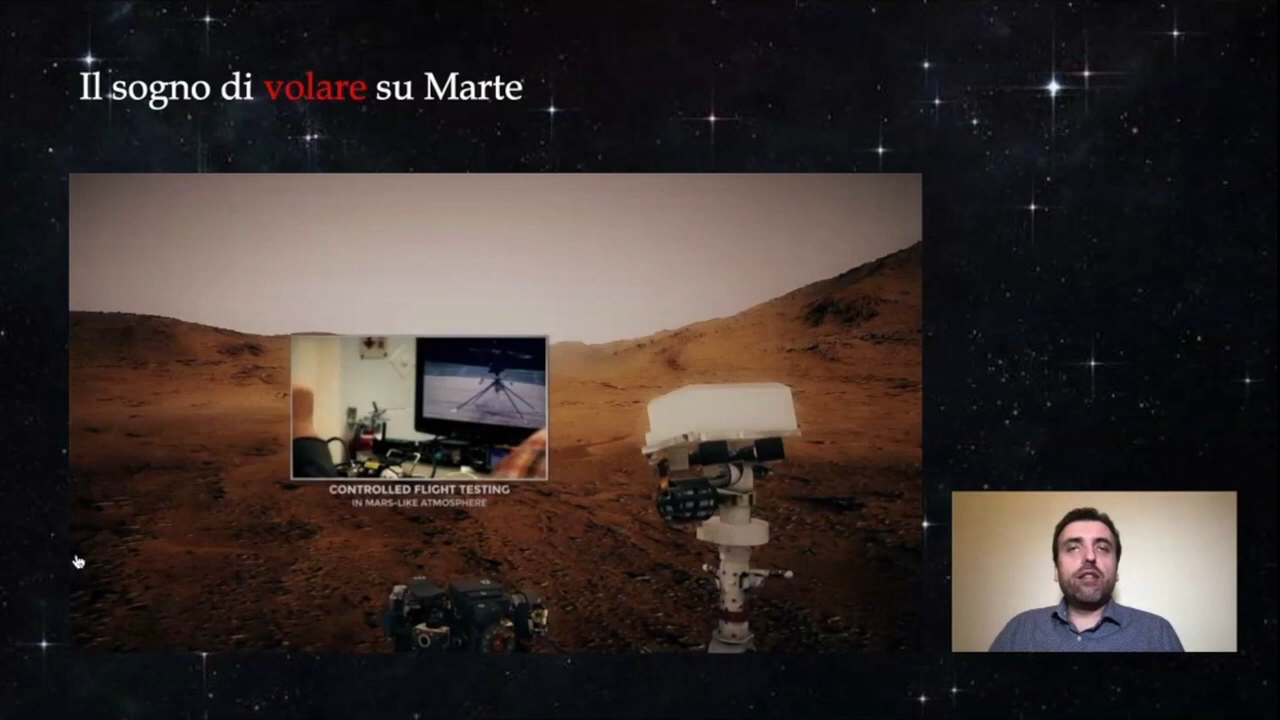 Il sogno di volare su Marte
CONTROLLED FLIGHT TESTING
IN MARS-LIKE ATMOSPHERE